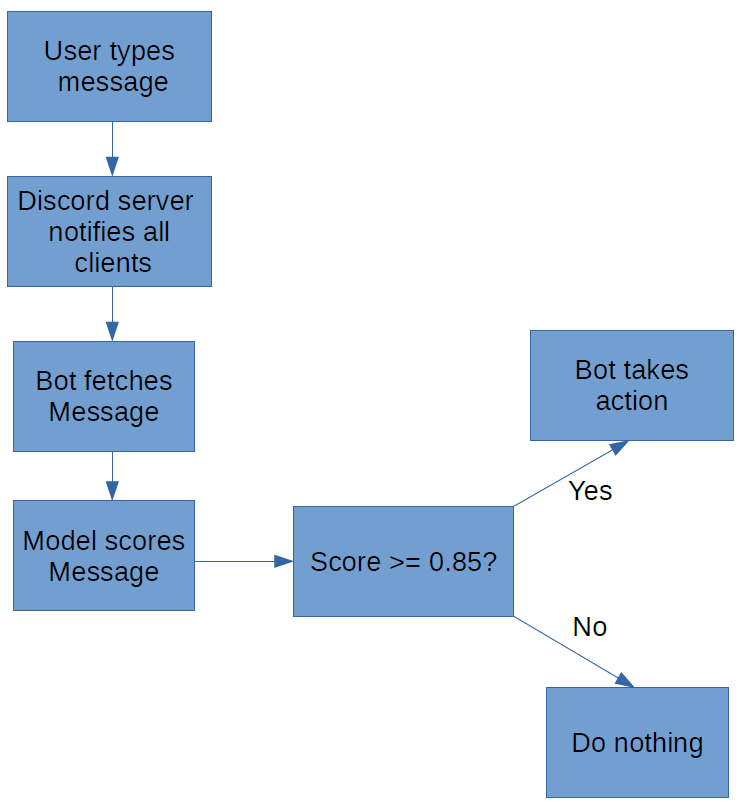 User types
message
Discord server
notifies all
clients
Bot fetches
Message
Model scores
Message
Score >= 0.85?
Yes
Bot takes
action
No
Do nothing